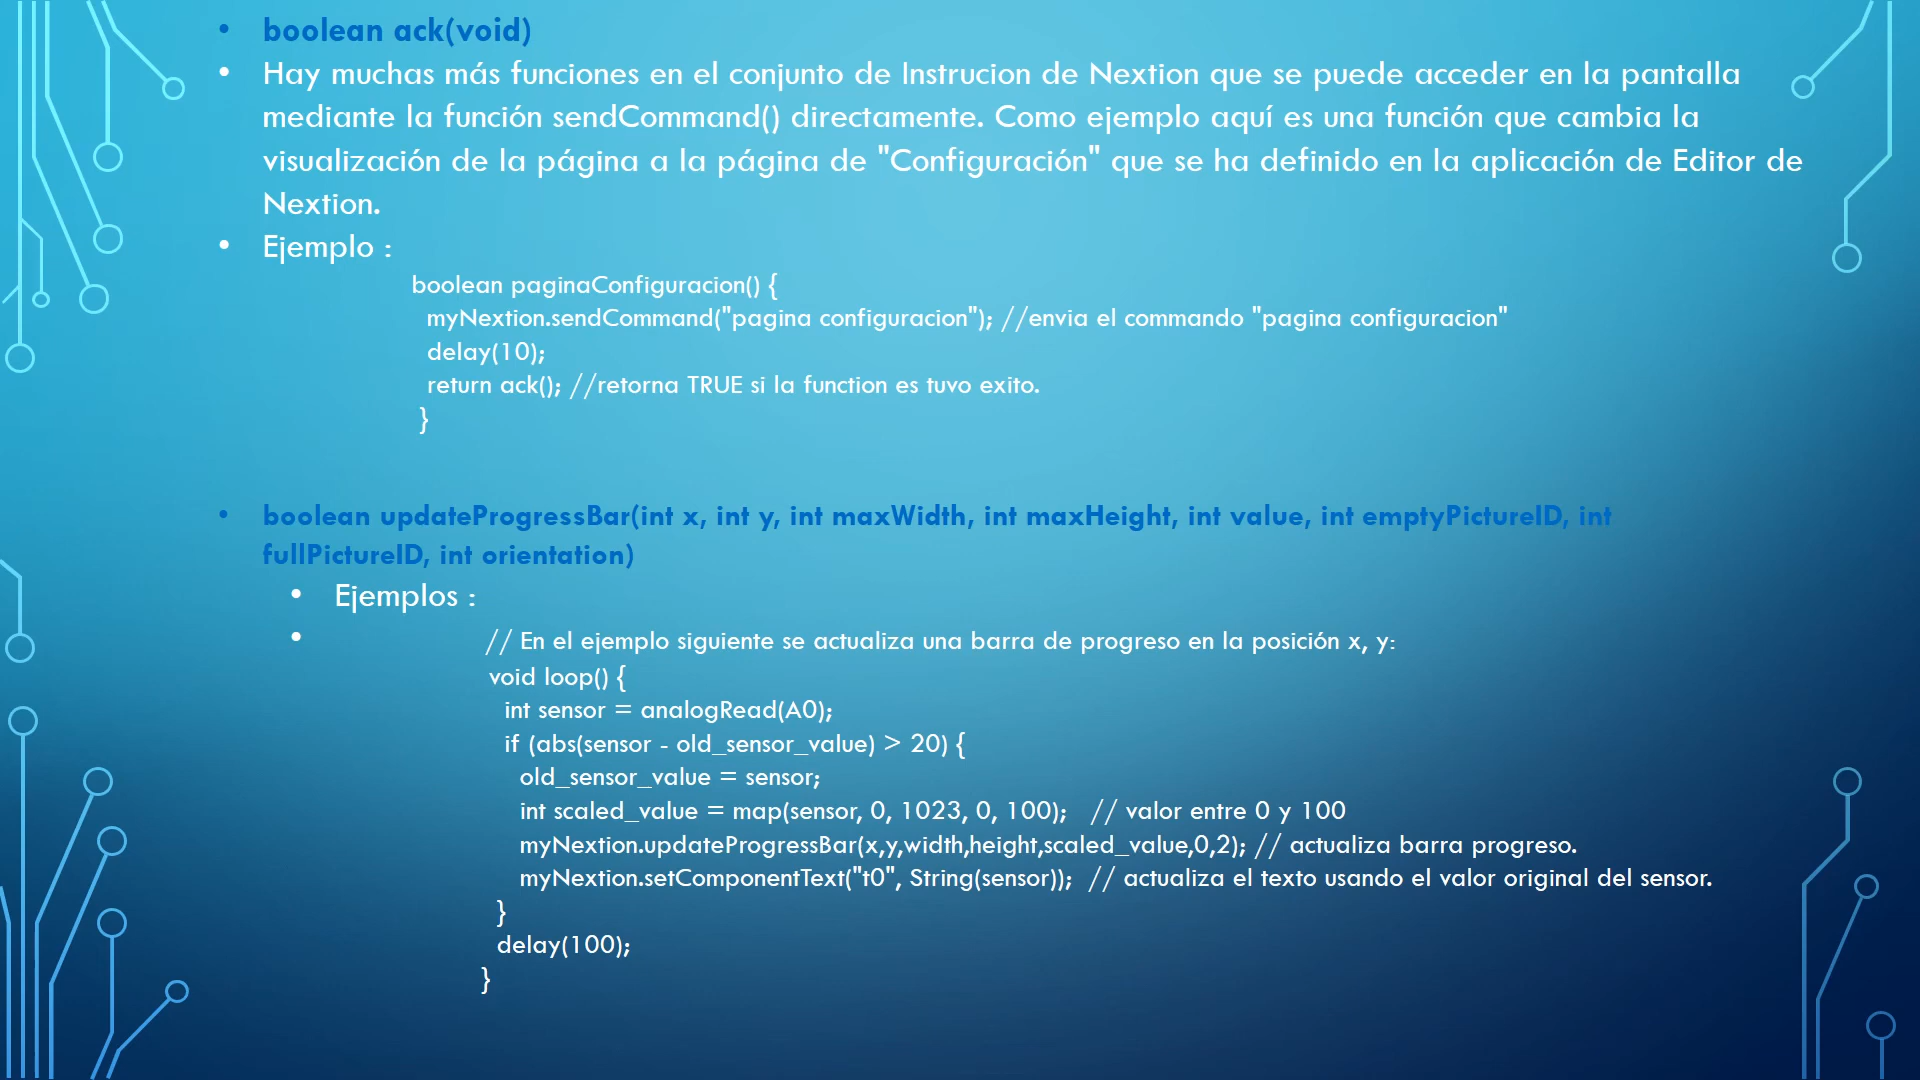 • boolean ack(void)
• Hay muchas más funciones en el conjunto de Instrucion de Nextion que se puede acceder en la pantalla
mediante la función sendCommand() directamente. Como ejemplo aquí es una función que cambia la
visualización de la página a la página de "Configuración" que se ha definido en la aplicación de Editor de
Nextion.
• Ejemplo :
boolean paginaConfiguracion() {
myNextion.sendCommand("pagina configuracion"); //envia el commando "pagina configuracion"
delay(10);
return ack(); //retorna TRUE si la function es tuvo exito.
}
• boolean updateProgressBar(int x, int y, int maxWidth, int maxHeight, int value, int emptyPictureID, int
fullPictureID, int orientation)
• Ejemplos :
• // En el ejemplo siguiente se actualiza una barra de progreso en la posición x, y:
void loop() {
int sensor = analogRead(A0);
if (abs(sensor - old_sensor_value) > 20) {
old_sensor_value = sensor;
int scaled_value = map(sensor, 0, 1023, 0, 100); // valor entre 0 y 100
myNextion.updateProgressBar(x,y,width,height,scaled_value,0,2); // actualiza barra progreso.
myNextion.setComponentText("t0", String(sensor)); // actualiza el texto usando el valor original del sensor.
}
delay(100);
}